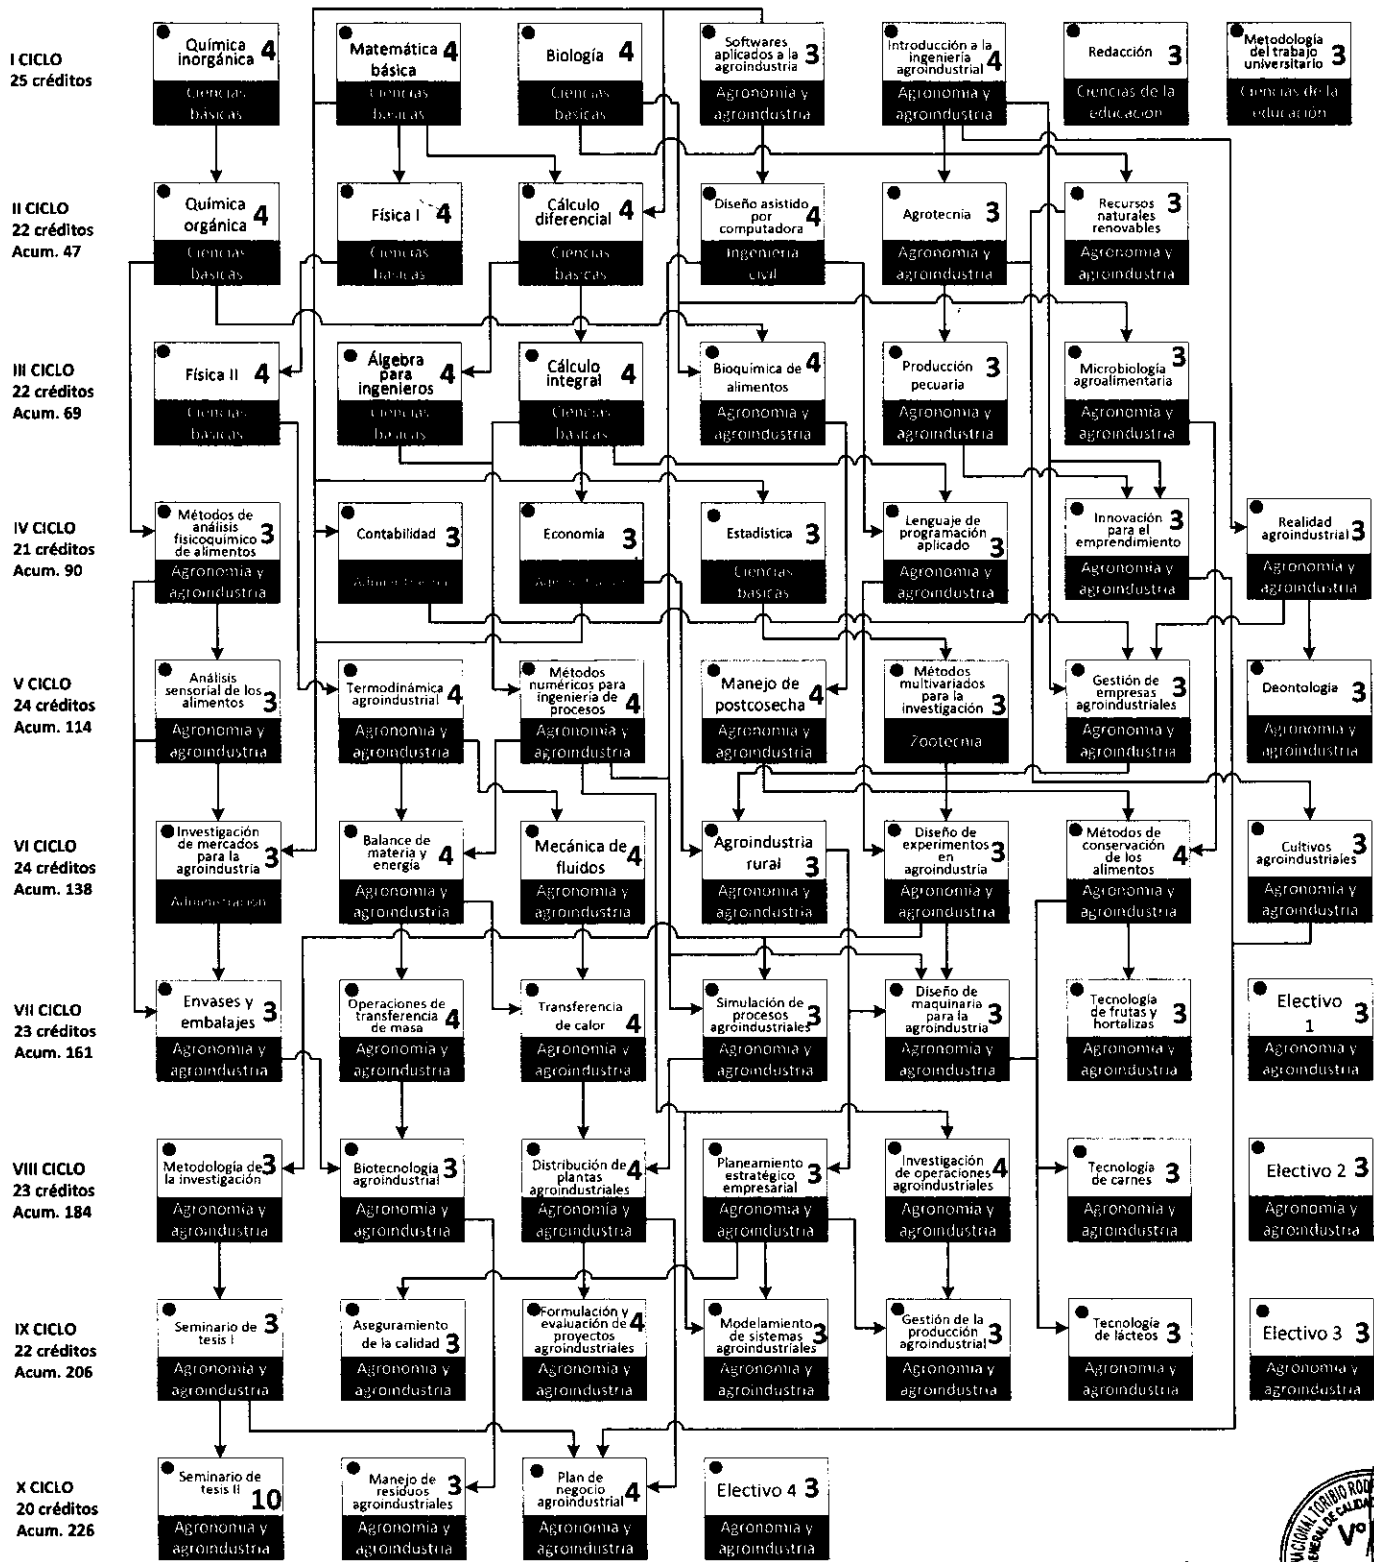 I CICLO
25 créditos
Química
inorgánica 4
Ciencias
básicas
Matemática
básica 4
Ciencias
básicas
Biología 4
Ciencias
básicas
Softwares
aplicados a la
agroindustria 3
Agronomía y
agroindustria
Introducción a la
ingeniería
agroindustrial 4
Agronomía y
agroindustria
Redacción 3
Ciencias de la
educación
Metodología
del trabajo
universitario 3
Ciencias de la
educación
II CICLO
22 créditos
Acum. 47
Química
orgánica 4
Ciencias
básicas
Física I 4
Ciencias
básicas
Cálculo
diferencial 4
Ciencias
básicas
Diseño asistido
por
computadora 4
Ingeniería
civil
Agrotecnia 3
Agronomía y
agroindustria
Recursos
naturales
renovables 3
Agronomía y
agroindustria
III CICLO
22 créditos
Acum. 69
Física II 4
Ciencias
básicas
Álgebra
para
ingenieros 4
Ciencias
básicas
Cálculo
integral 4
Ciencias
básicas
Bioquímica de
alimentos 4
Agronomía y
agroindustria
Producción
pecuaria 3
Agronomía y
agroindustria
Microbiología
agroalimentaria 3
Agronomía y
agroindustria
IV CICLO
21 créditos
Acum. 90
Métodos de
análisis
fisicoquímico
de alimentos 3
Agronomía y
agroindustria
Contabilidad 3
Administración
Economía 3
Administración
Estadística 3
Ciencias
básicas
Lenguaje de
programación
aplicado 3
Agronomía y
agroindustria
Innovación
para el
emprendimiento 3
Agronomía y
agroindustria
Realidad
agroindustrial 3
Agronomía y
agroindustria
V CICLO
24 créditos
Acum. 114
Análisis
sensorial de los
alimentos 3
Agronomía y
agroindustria
Termodinámica
agroindustrial 4
Agronomía y
agroindustria
Métodos
numéricos para
ingeniería de
procesos 4
Agronomía y
agroindustria
Manejo de
postcosecha 4
Agronomía y
agroindustria
Métodos
multivariados
para la
investigación 3
Zootecnia
Gestión de
empresas
agroindustriales 3
Agronomía y
agroindustria
Deontología 3
Agronomía y
agroindustria
VI CICLO
24 créditos
Acum. 138
Investigación
de mercados
para la
agroindustria 3
Administración
Balance de
materia y
energía 4
Agronomía y
agroindustria
Mecánica de
fluidos 4
Agronomía y
agroindustria
Agroindustria
rural 3
Agronomía y
agroindustria
Diseño de
experimentos
en
agroindustria 3
Agronomía y
agroindustria
Métodos de
conservación
de los
alimentos 4
Agronomía y
agroindustria
Cultivos
agroindustriales 3
Agronomía y
agroindustria
VII CICLO
23 créditos
Acum. 161
Envases y
embalajes 3
Agronomía y
agroindustria
Operaciones de
transferencia
de masa 4
Agronomía y
agroindustria
Transferencia
de calor 4
Agronomía y
agroindustria
Simulación de
procesos
agroindustriales 3
Agronomía y
agroindustria
Diseño de
maquinaria
para la
agroindustria 3
Agronomía y
agroindustria
Tecnología
de frutas y
hortalizas 3
Agronomía y
agroindustria
Electivo
1 3
Agronomía y
agroindustria
VIII CICLO
23 créditos
Acum. 184
Metodología de
la investigación 3
Agronomía y
agroindustria
Biotecnología
agroindustrial 3
Agronomía y
agroindustria
Distribución de
plantas
agroindustriales 4
Agronomía y
agroindustria
Planeamiento
estratégico
empresarial 3
Agronomía y
agroindustria
Investigación
de operaciones
agroindustriales 4
Agronomía y
agroindustria
Tecnología
de carnes 3
Agronomía y
agroindustria
Electivo 2 3
Agronomía y
agroindustria
IX CICLO
22 créditos
Acum. 206
Seminario de
tesis I 3
Agronomía y
agroindustria
Aseguramiento
de la calidad 3
Agronomía y
agroindustria
Formulación y
evaluación de
proyectos
agroindustriales 4
Agronomía y
agroindustria
Modelamiento
de sistemas
agroindustriales 3
Agronomía y
agroindustria
Gestión de la
producción
agroindustrial 3
Agronomía y
agroindustria
Tecnología
de lácteos 3
Agronomía y
agroindustria
Electivo 3 3
Agronomía y
agroindustria
X CICLO
20 créditos
Acum. 226
Seminario de
tesis II 10
Agronomía y
agroindustria
Manejo de
residuos
agroindustriales 3
Agronomía y
agroindustria
Plan de
negocio
agroindustrial 4
Agronomía y
agroindustria
Electivo 4 3
Agronomía y
agroindustria
NACIONAL TORIBIO ROD
GENERAL DE CALIDAD
V°